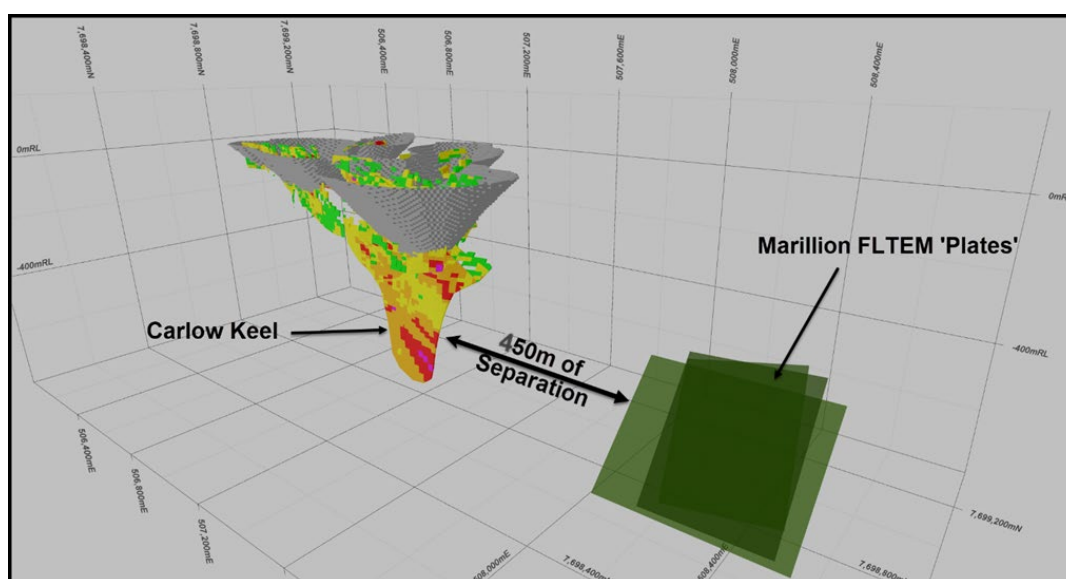 7,698,400mN
7,698,800mN
7,699,200mN
506,400mE
506,800mE
507,200mE
507,600mE
508,000mE
508,400mE
0mRL
0mR
-400mRL
-400mRL
Marillion FLTEM 'Plates'
Carlow Keel
450m of
Separation
506,400mE
506,800mE
507,200mE
508,000mE
7,698,400mN
508,400mE
7,698,800mN
7,699,200mN